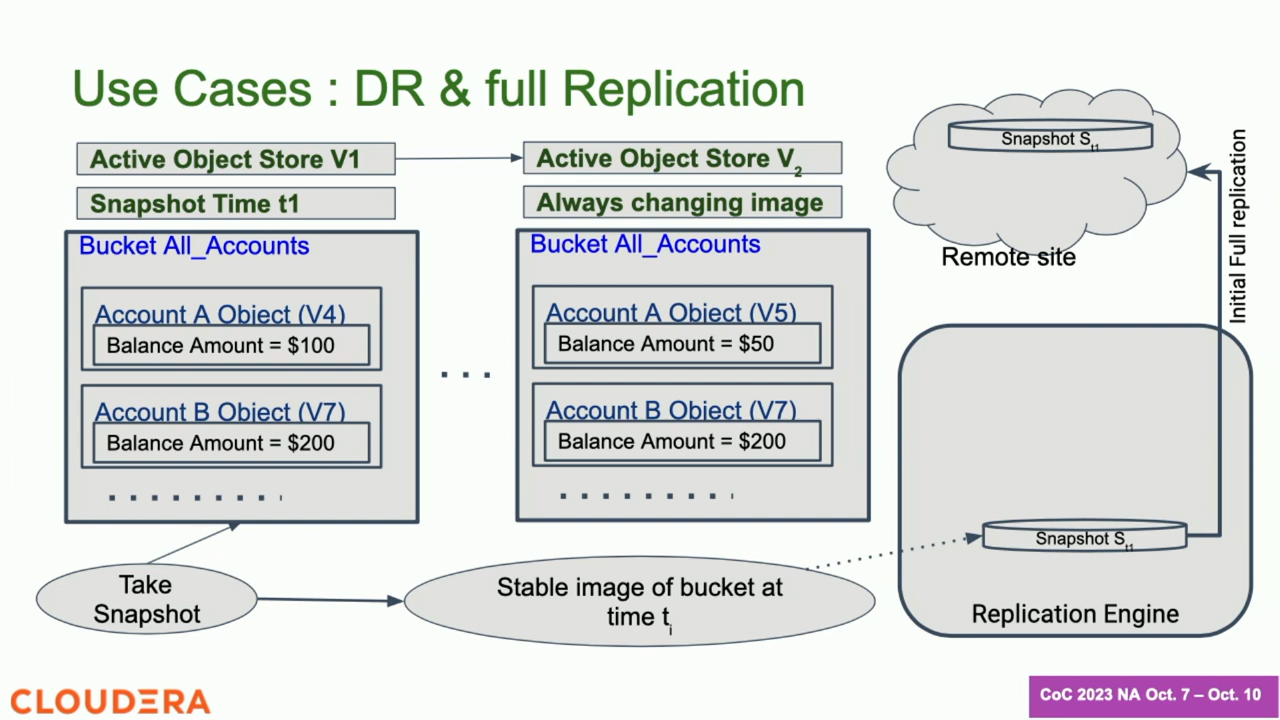 Use Cases : DR & full Replication
Active Object Store V1
Active Object Store V2
Snapshot Time t1
Always changing image
Bucket All_Accounts
Account A Object (V4)
Balance Amount = $100
Account B Object (V7)
Balance Amount = $200
. . . . . . . . .
. . .
Bucket All_Accounts
Account A Object (V5)
Balance Amount = $50
Account B Object (V7)
Balance Amount = $200
. . . . . . . . .
Snapshot St1
Remote site
Initial Full replication
Snapshot St1
Replication Engine
Take
Snapshot
Stable image of bucket at
time ti
CLOUDERA
CoC 2023 NA Oct. 7 – Oct. 10